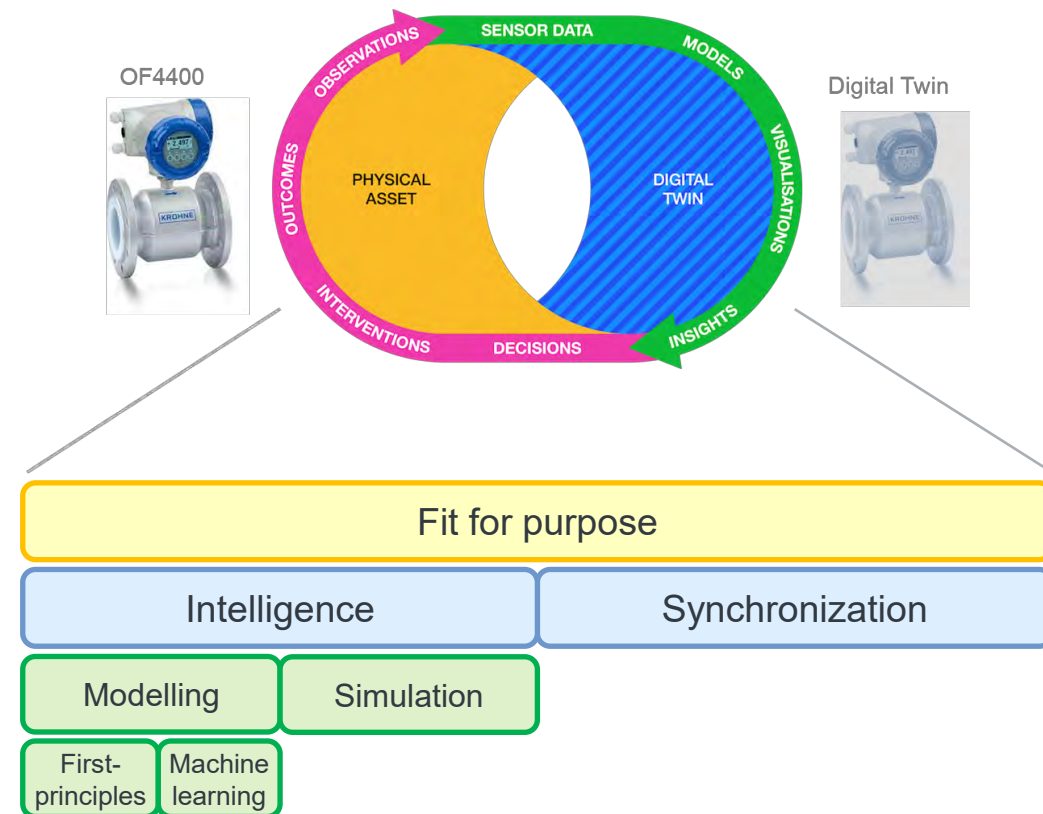 SENSOR DATA
OBSERVATIONS
MODELS
OF4400
Digital Twin
VISUALISATIONS
OUTCOMES
PHYSICAL
ASSET
DIGITAL
TWIN
KROHNE
KROHNE
INTERVENTIONS
INSIGHTS
DECISIONS
Fit for purpose
Intelligence
Synchronization
Modelling
Simulation
First-
principles
Machine
learning